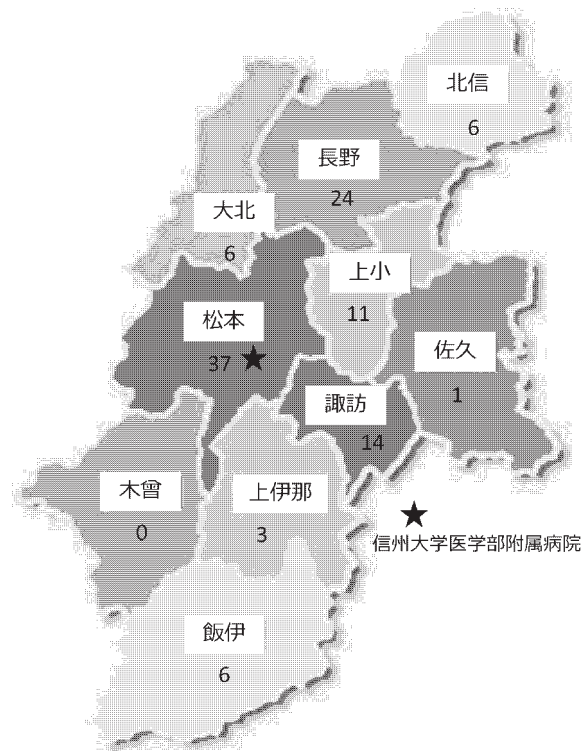 北信
6
長野
24
大北
6
上小
11
松本
37
佐久
1
諏訪
14
木曾
0
上伊那
3
信州大学医学部附属病院
飯伊
6